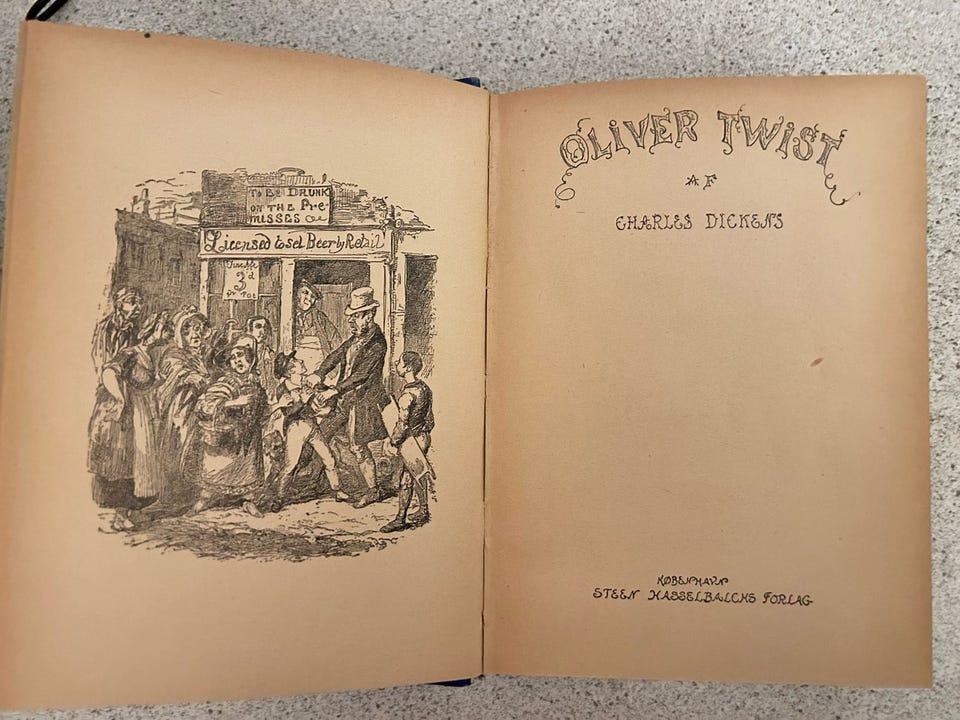 To Be DRUNK
on the Pre-
misses
Licensed to sel Beer by Retail
3
OLIVER TWIST
AF
CHARLES DICKENS
KØBENHAVN
STEEN HASSELBALCHS FORLAG